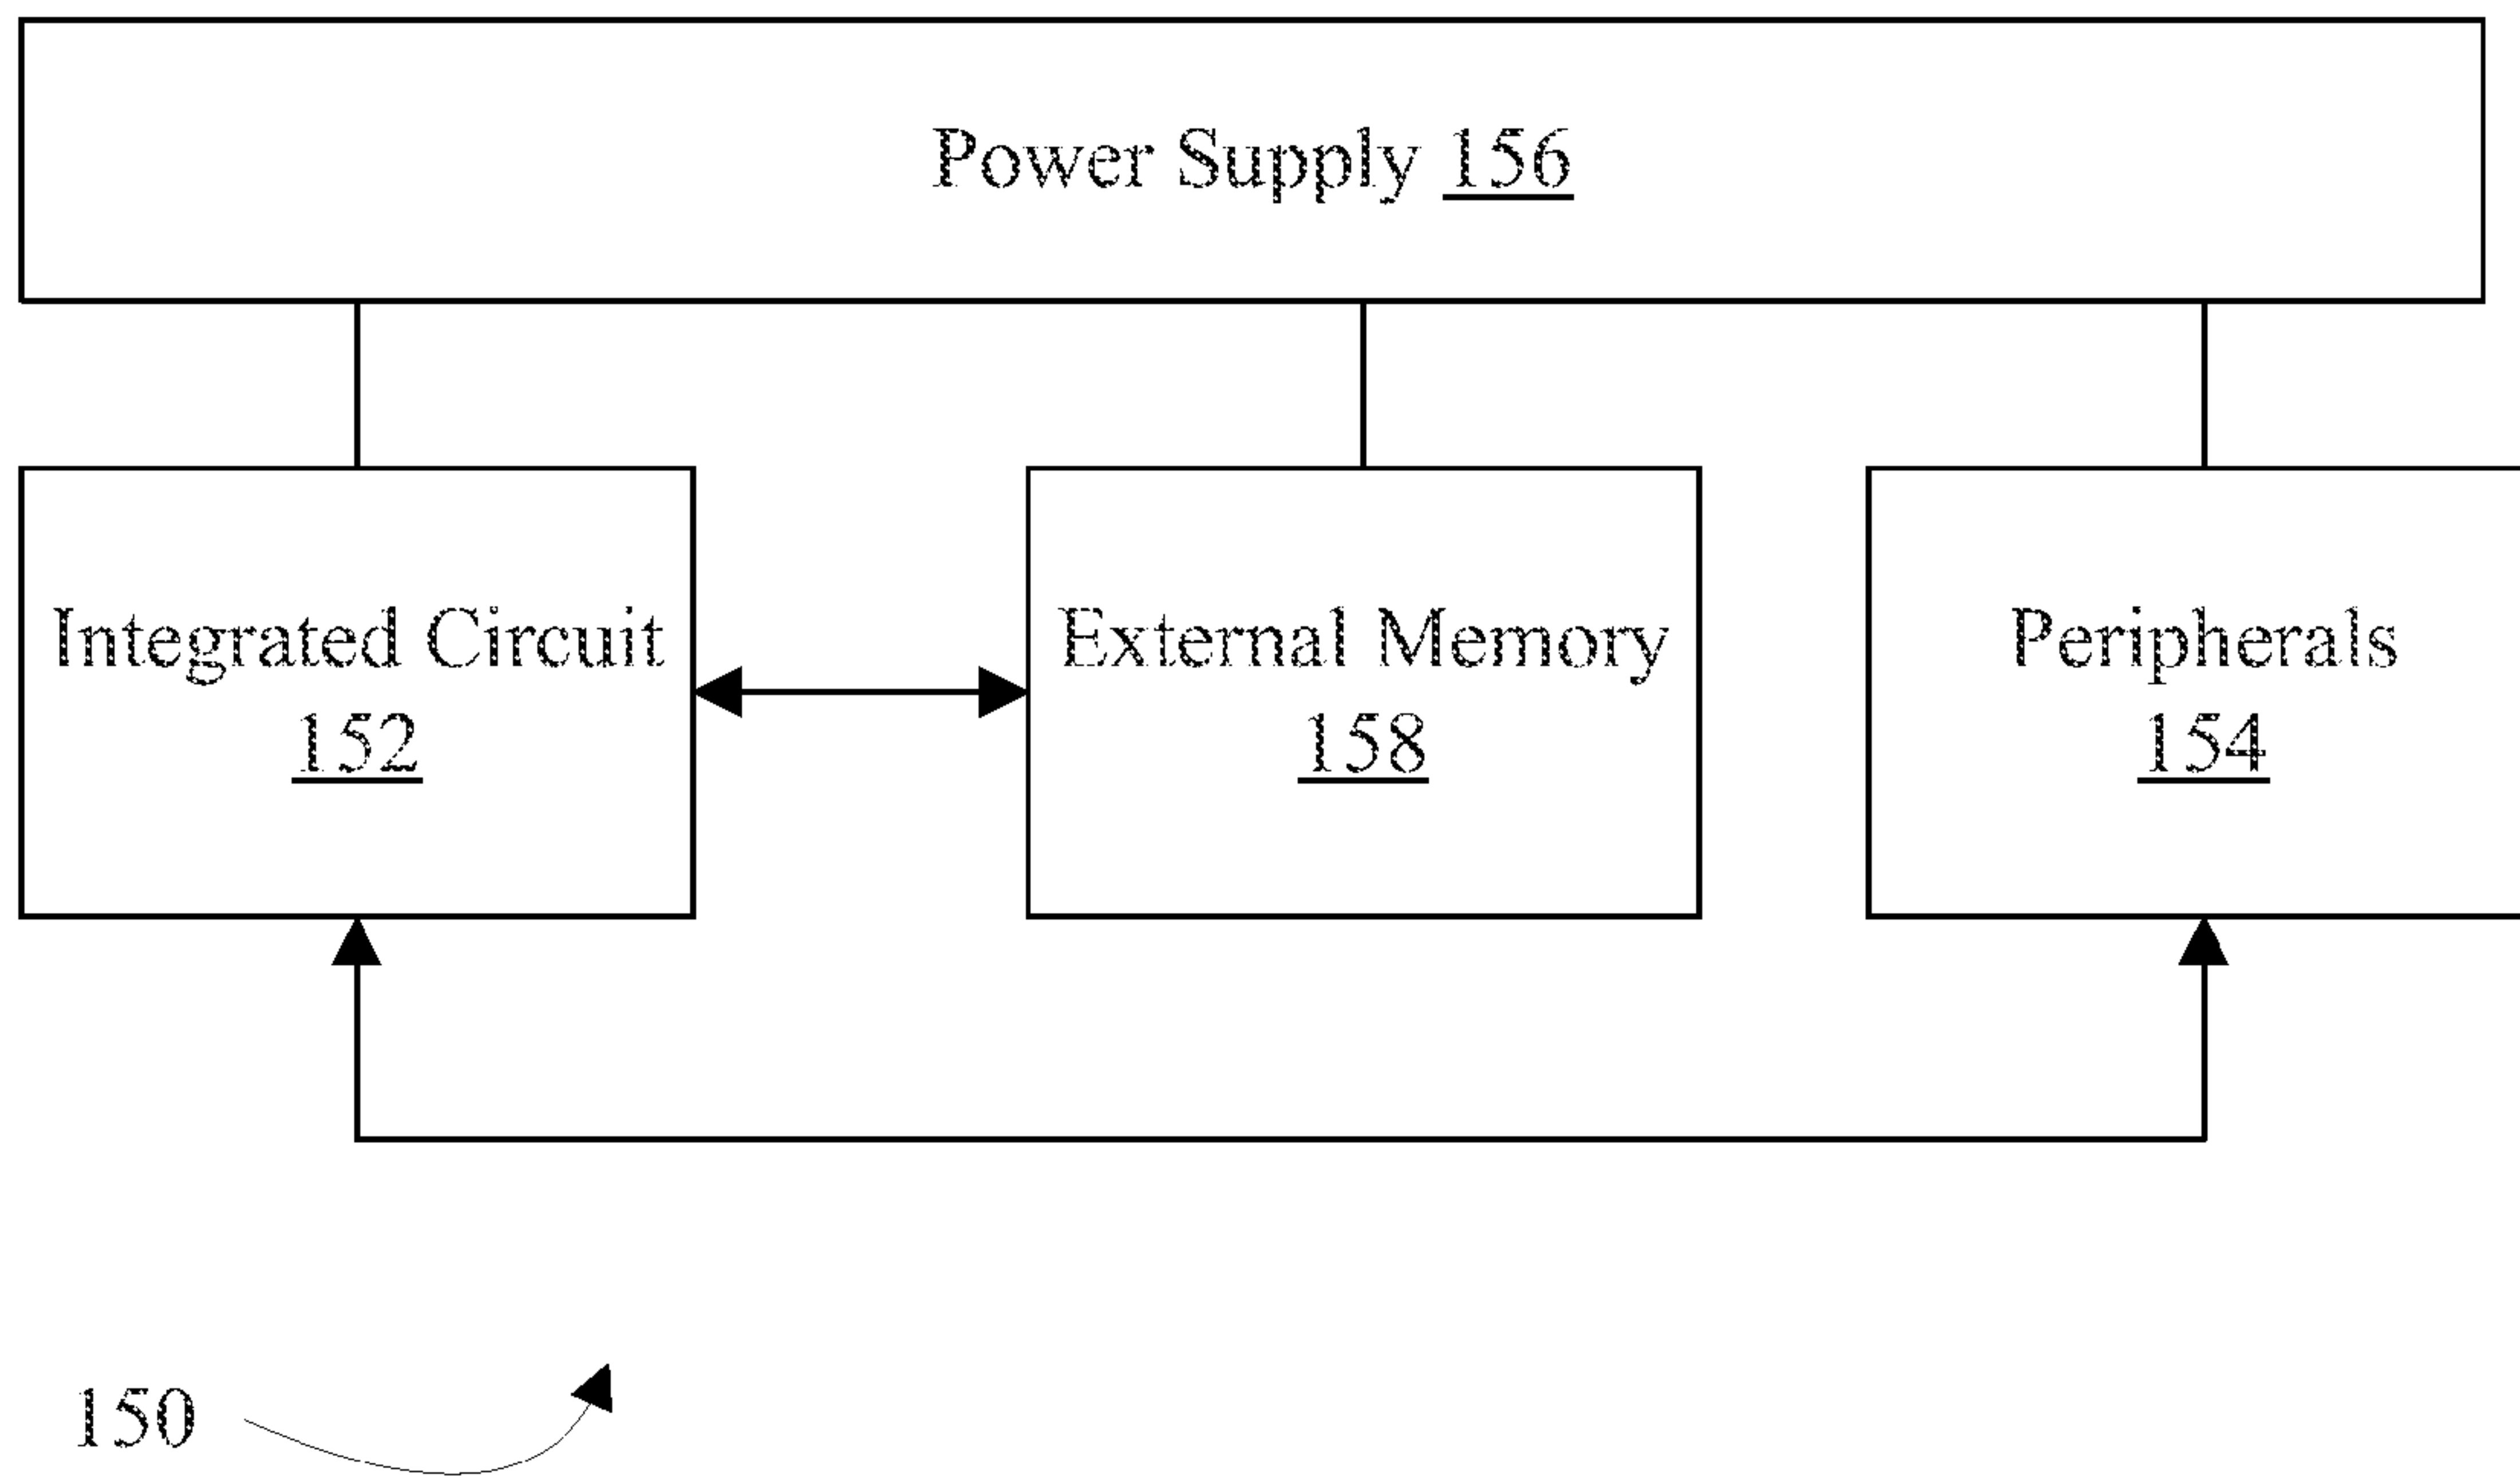 Power Supply 156
Integrated Circuit
152
External Memory
158
Peripherals
154
150